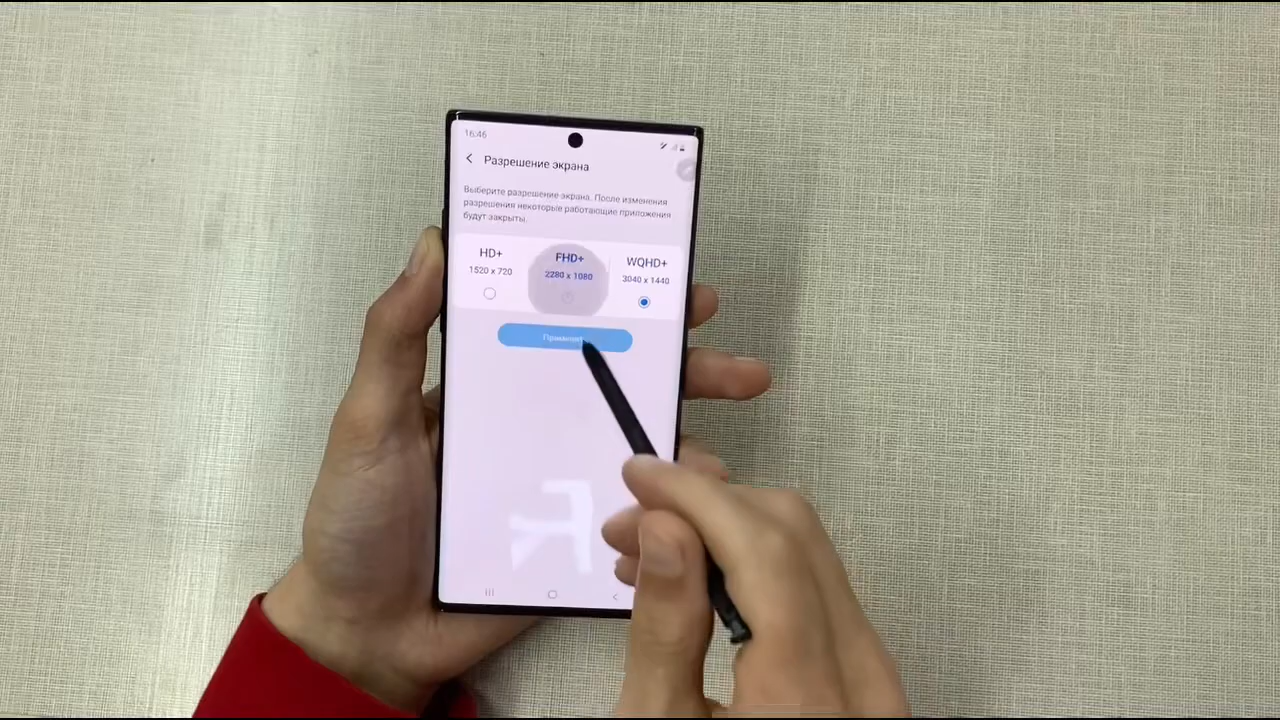 16:46
Разрешение экрана
Выберите разрешение экрана. После изменения
разрешения некоторые работающие приложения
будут закрыты.
HD+ FHD+ WQHD+
1520 x 720 2280 x 1080 3040 x 1440